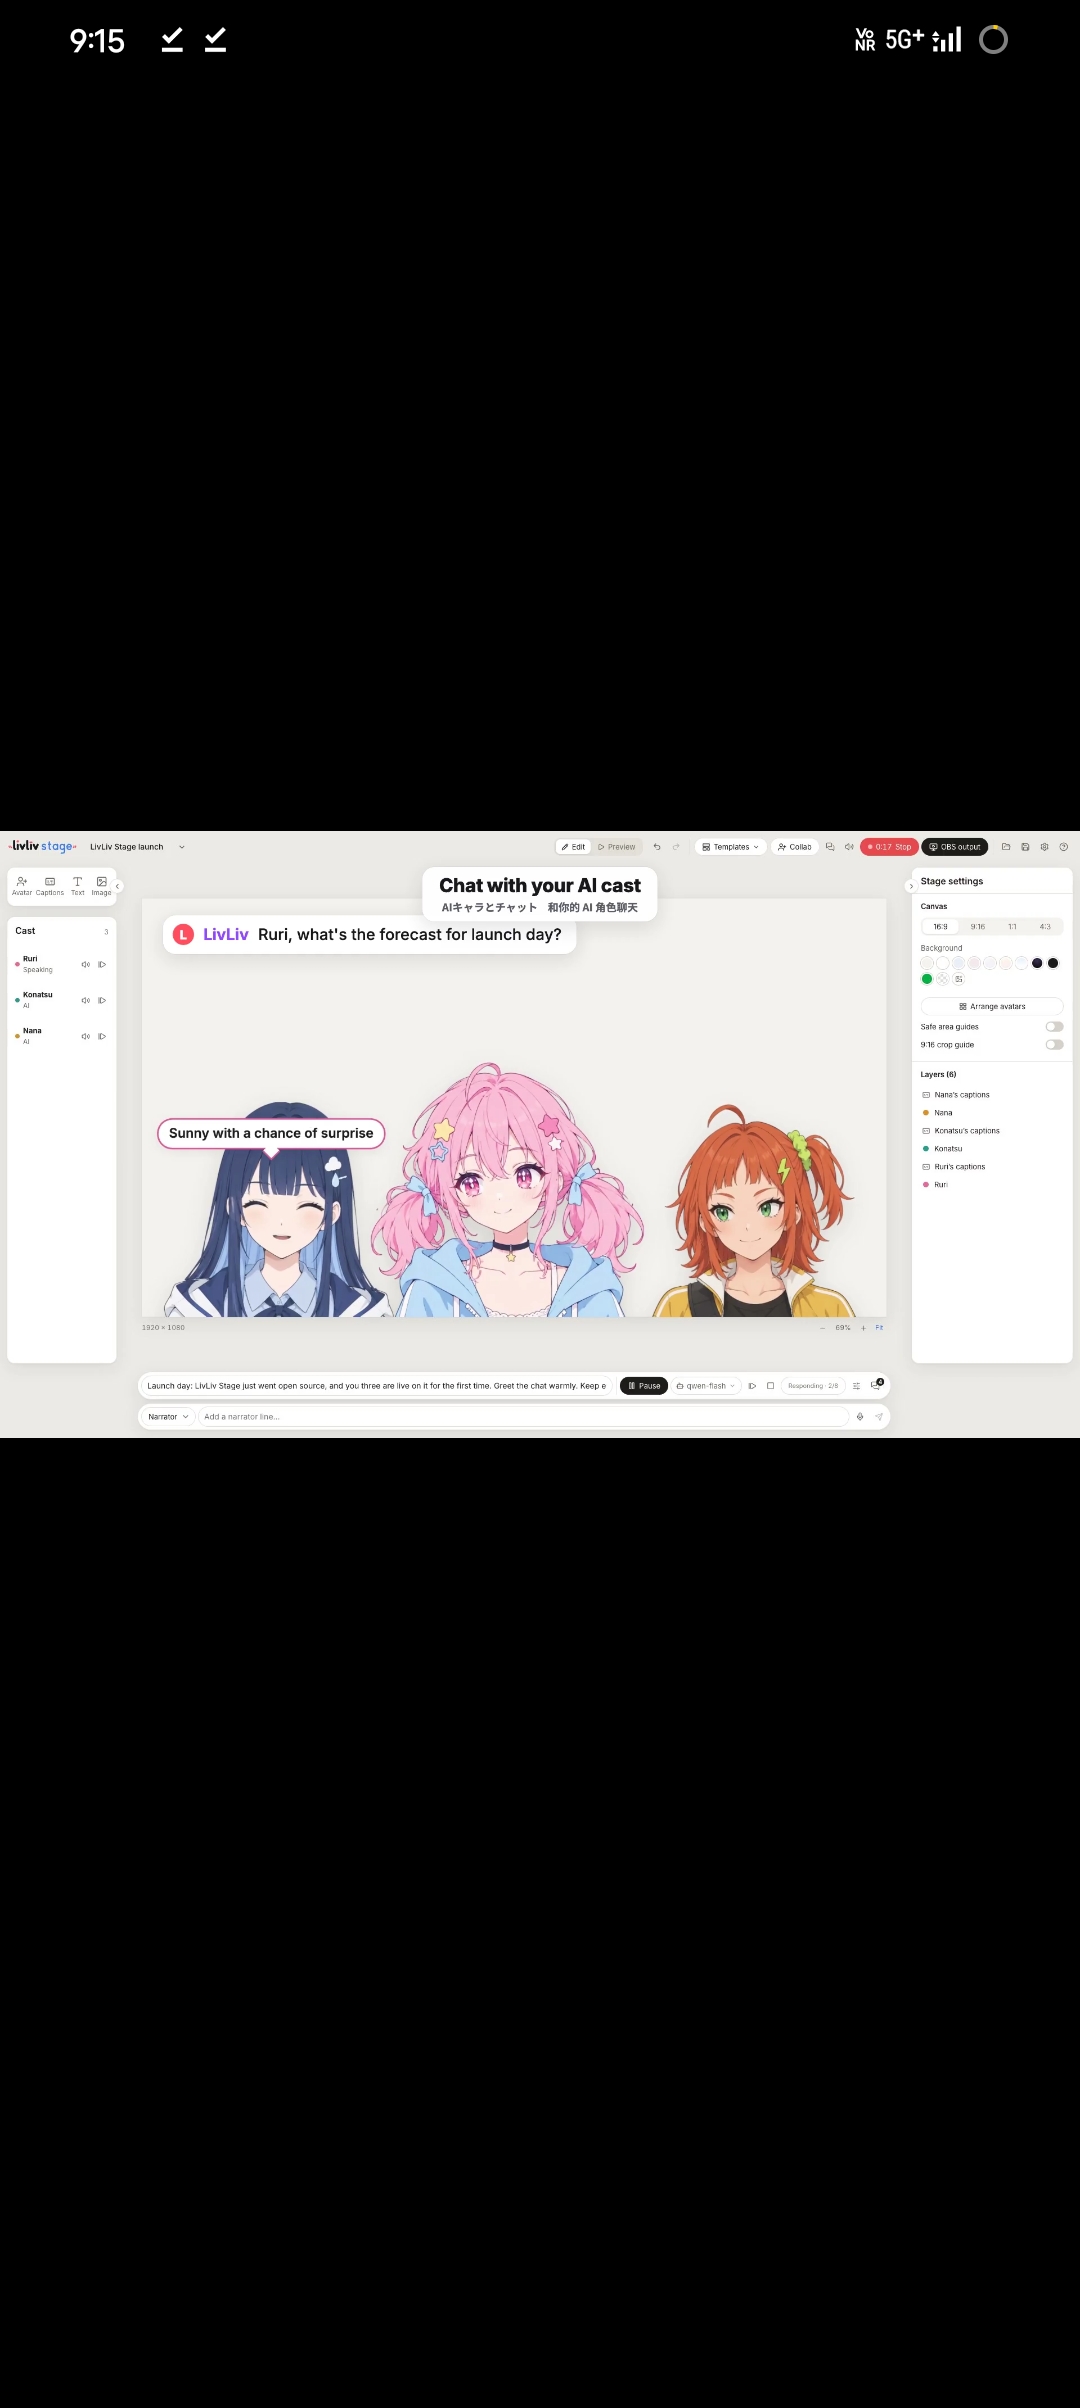 9:15
Vo NR 5G+
livliv stage
LivLiv Stage launch
Edit
Preview
Templates
Collab
0:17 Stop
OBS output
Avatar
Captions
Text
Image
Chat with your AI cast
AIキャラとチャット 和你的 AI 角色聊天
L LivLiv Ruri, what's the forecast for launch day?
Cast 3
Ruri
Speaking
Konatsu
AI
Nana
AI
Sunny with a chance of surprise
1920 × 1080
69%
Fit
Stage settings
Canvas
16:9 9:16 1:1 4:3
Background
Arrange avatars
Safe area guides
9:16 crop guide
Layers (6)
Nana's captions
Nana
Konatsu's captions
Konatsu
Ruri's captions
Ruri
Launch day: LivLiv Stage just went open source, and you three are live on it for the first time. Greet the chat warmly. Keep e
Pause
qwen-flash
Responding · 2/8
4
Narrator
Add a narrator line...